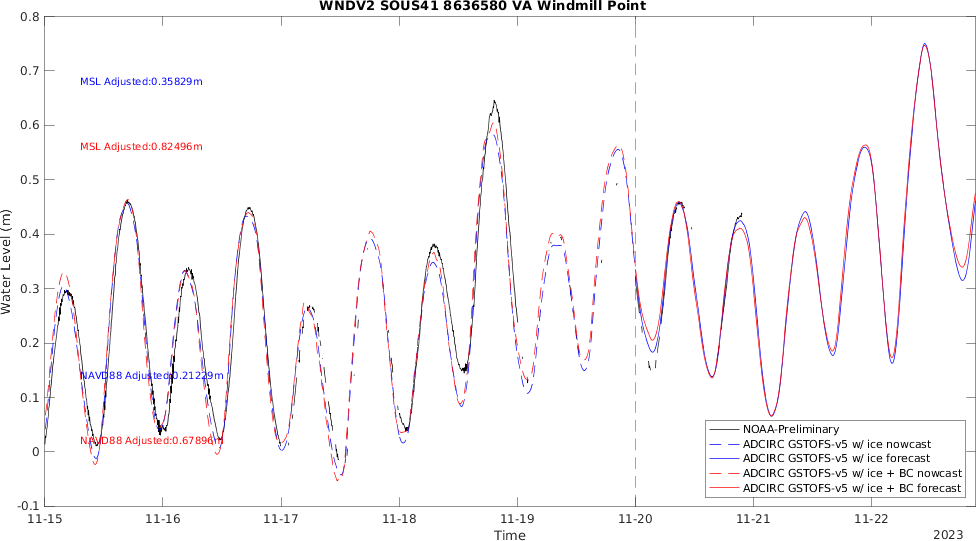 WNDV2 SOUS41 8636580 VA Windmill Point
Water Level (m)
0.8
0.7
0.6
0.5
0.4
0.3
0.2
0.1
0
-0.1
MSL Adjusted:0.35829m
MSL Adjusted:0.82496m
NAVD88 Adjusted:0.21229m
NAVD88 Adjusted:0.67896m
NOAA-Preliminary
ADCIRC GSTOFS-v5 w/ ice nowcast
ADCIRC GSTOFS-v5 w/ ice forecast
ADCIRC GSTOFS-v5 w/ ice + BC nowcast
ADCIRC GSTOFS-v5 w/ ice + BC forecast
11-15 11-16 11-17 11-18 11-19 11-20 11-21 11-22
Time
2023